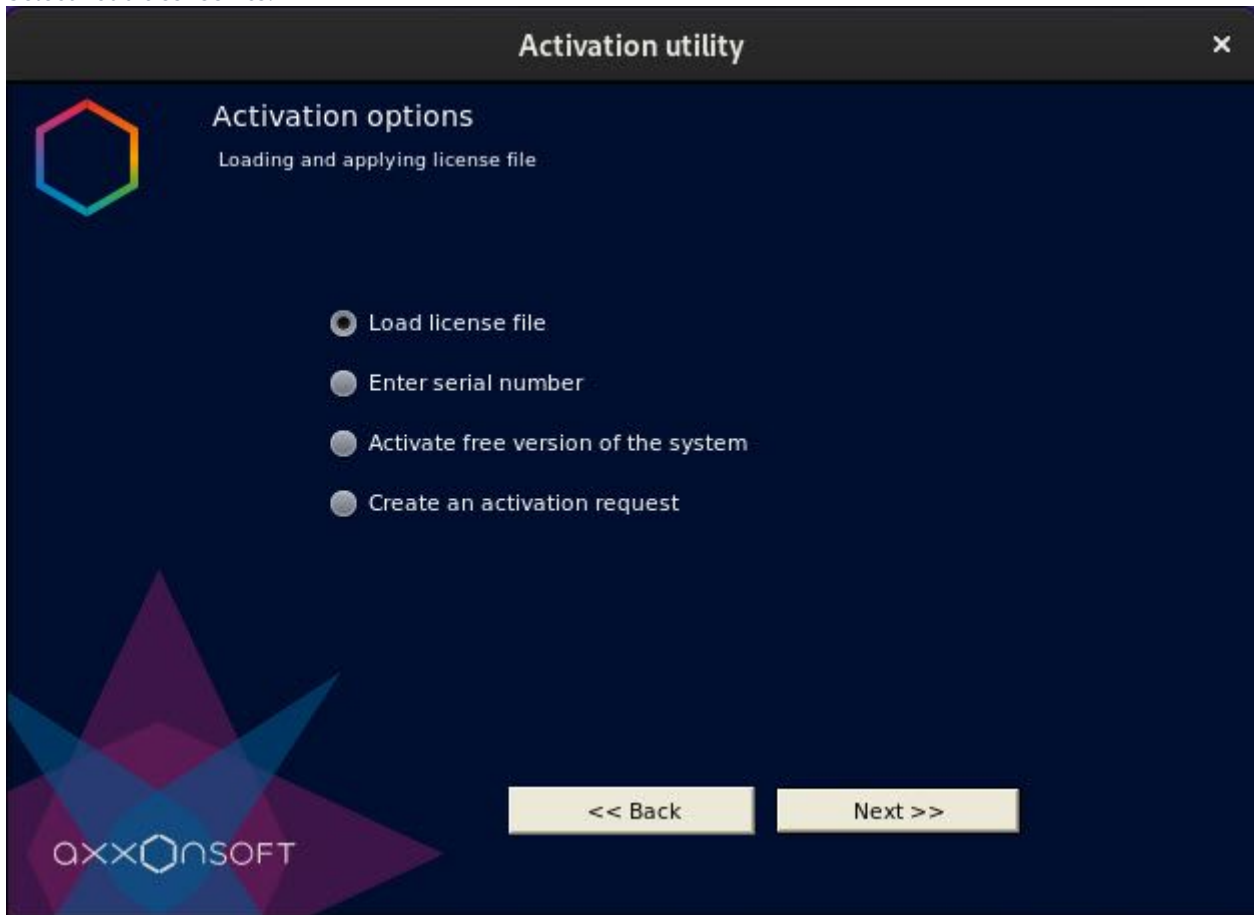 Activation utility
Activation options
Loading and applying license file
Load license file
Enter serial number
Activate free version of the system
Create an activation request
<< Back
Next >>
axxonsoft